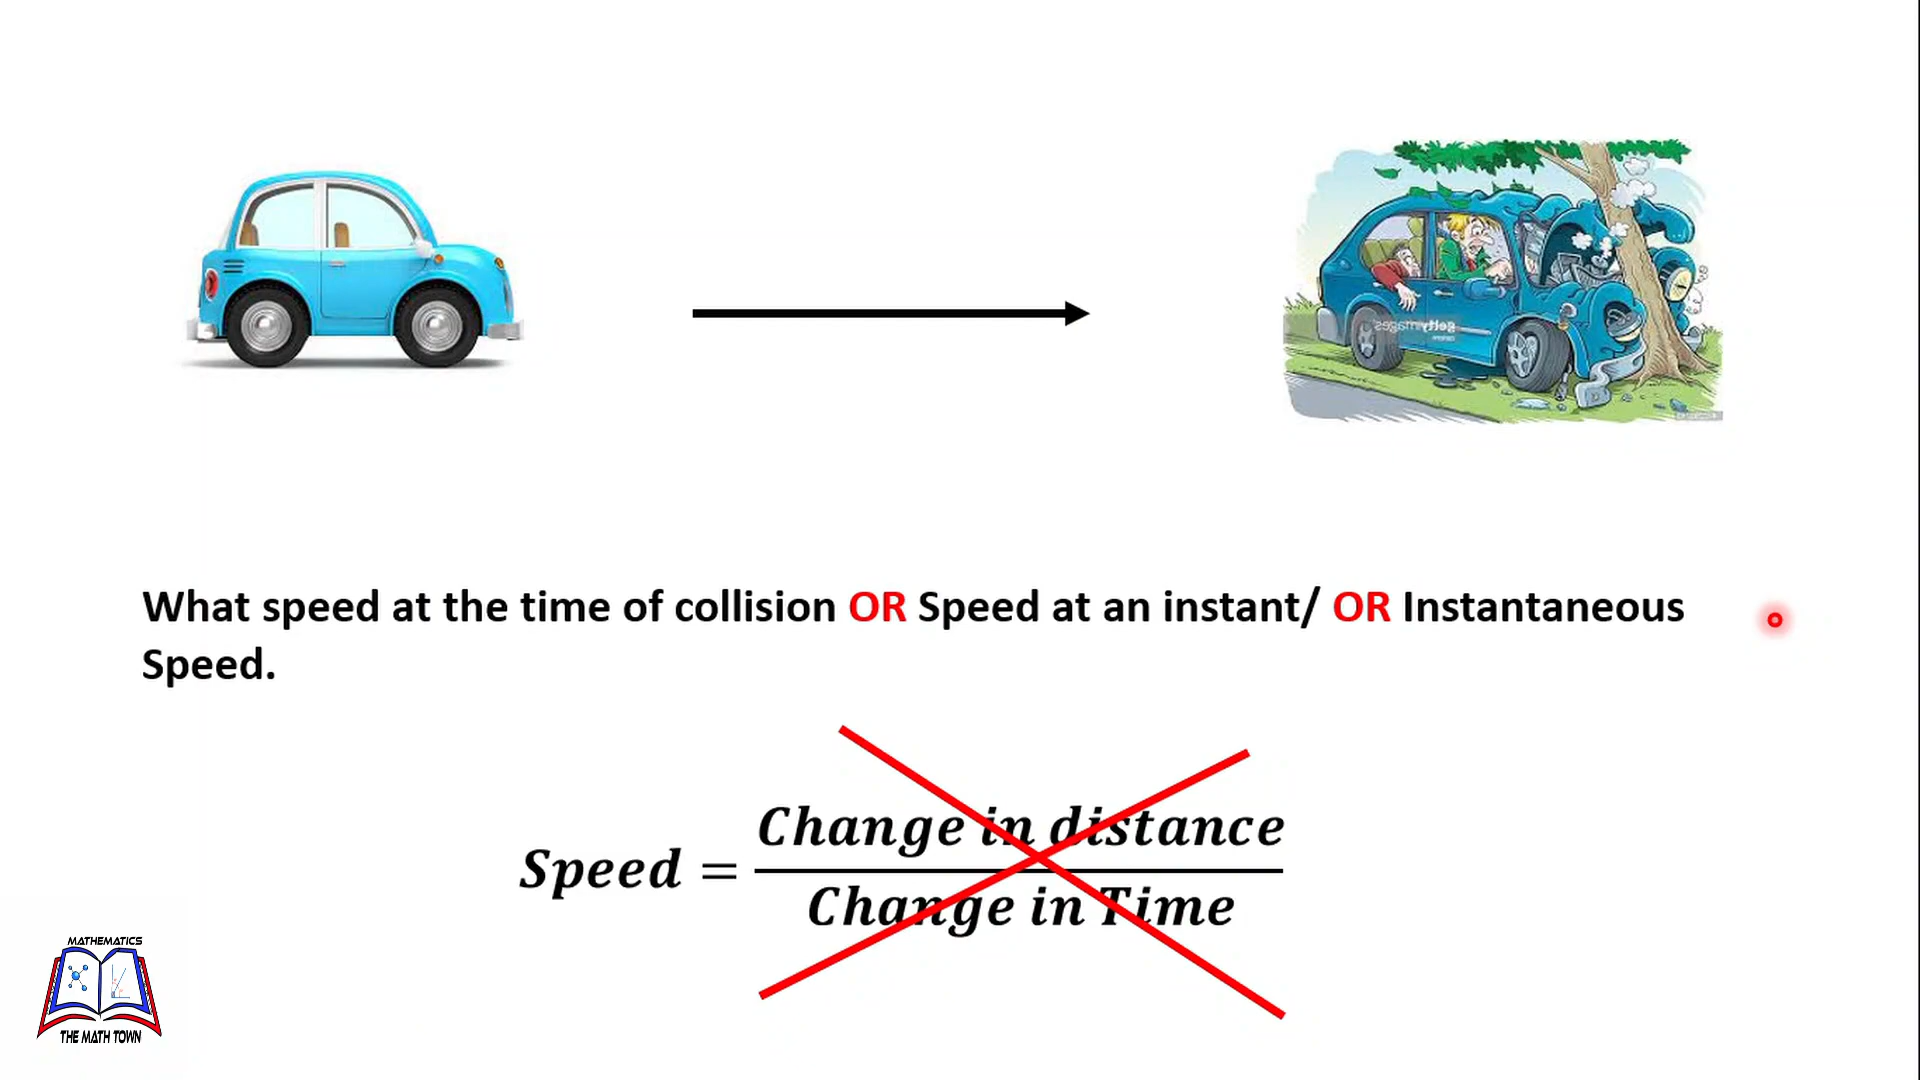 What speed at the time of collision OR Speed at an instant/ OR Instantaneous
Speed.
Speed = Change in distance
Change in Time
MATHEMATICS
THE MATH TOWN